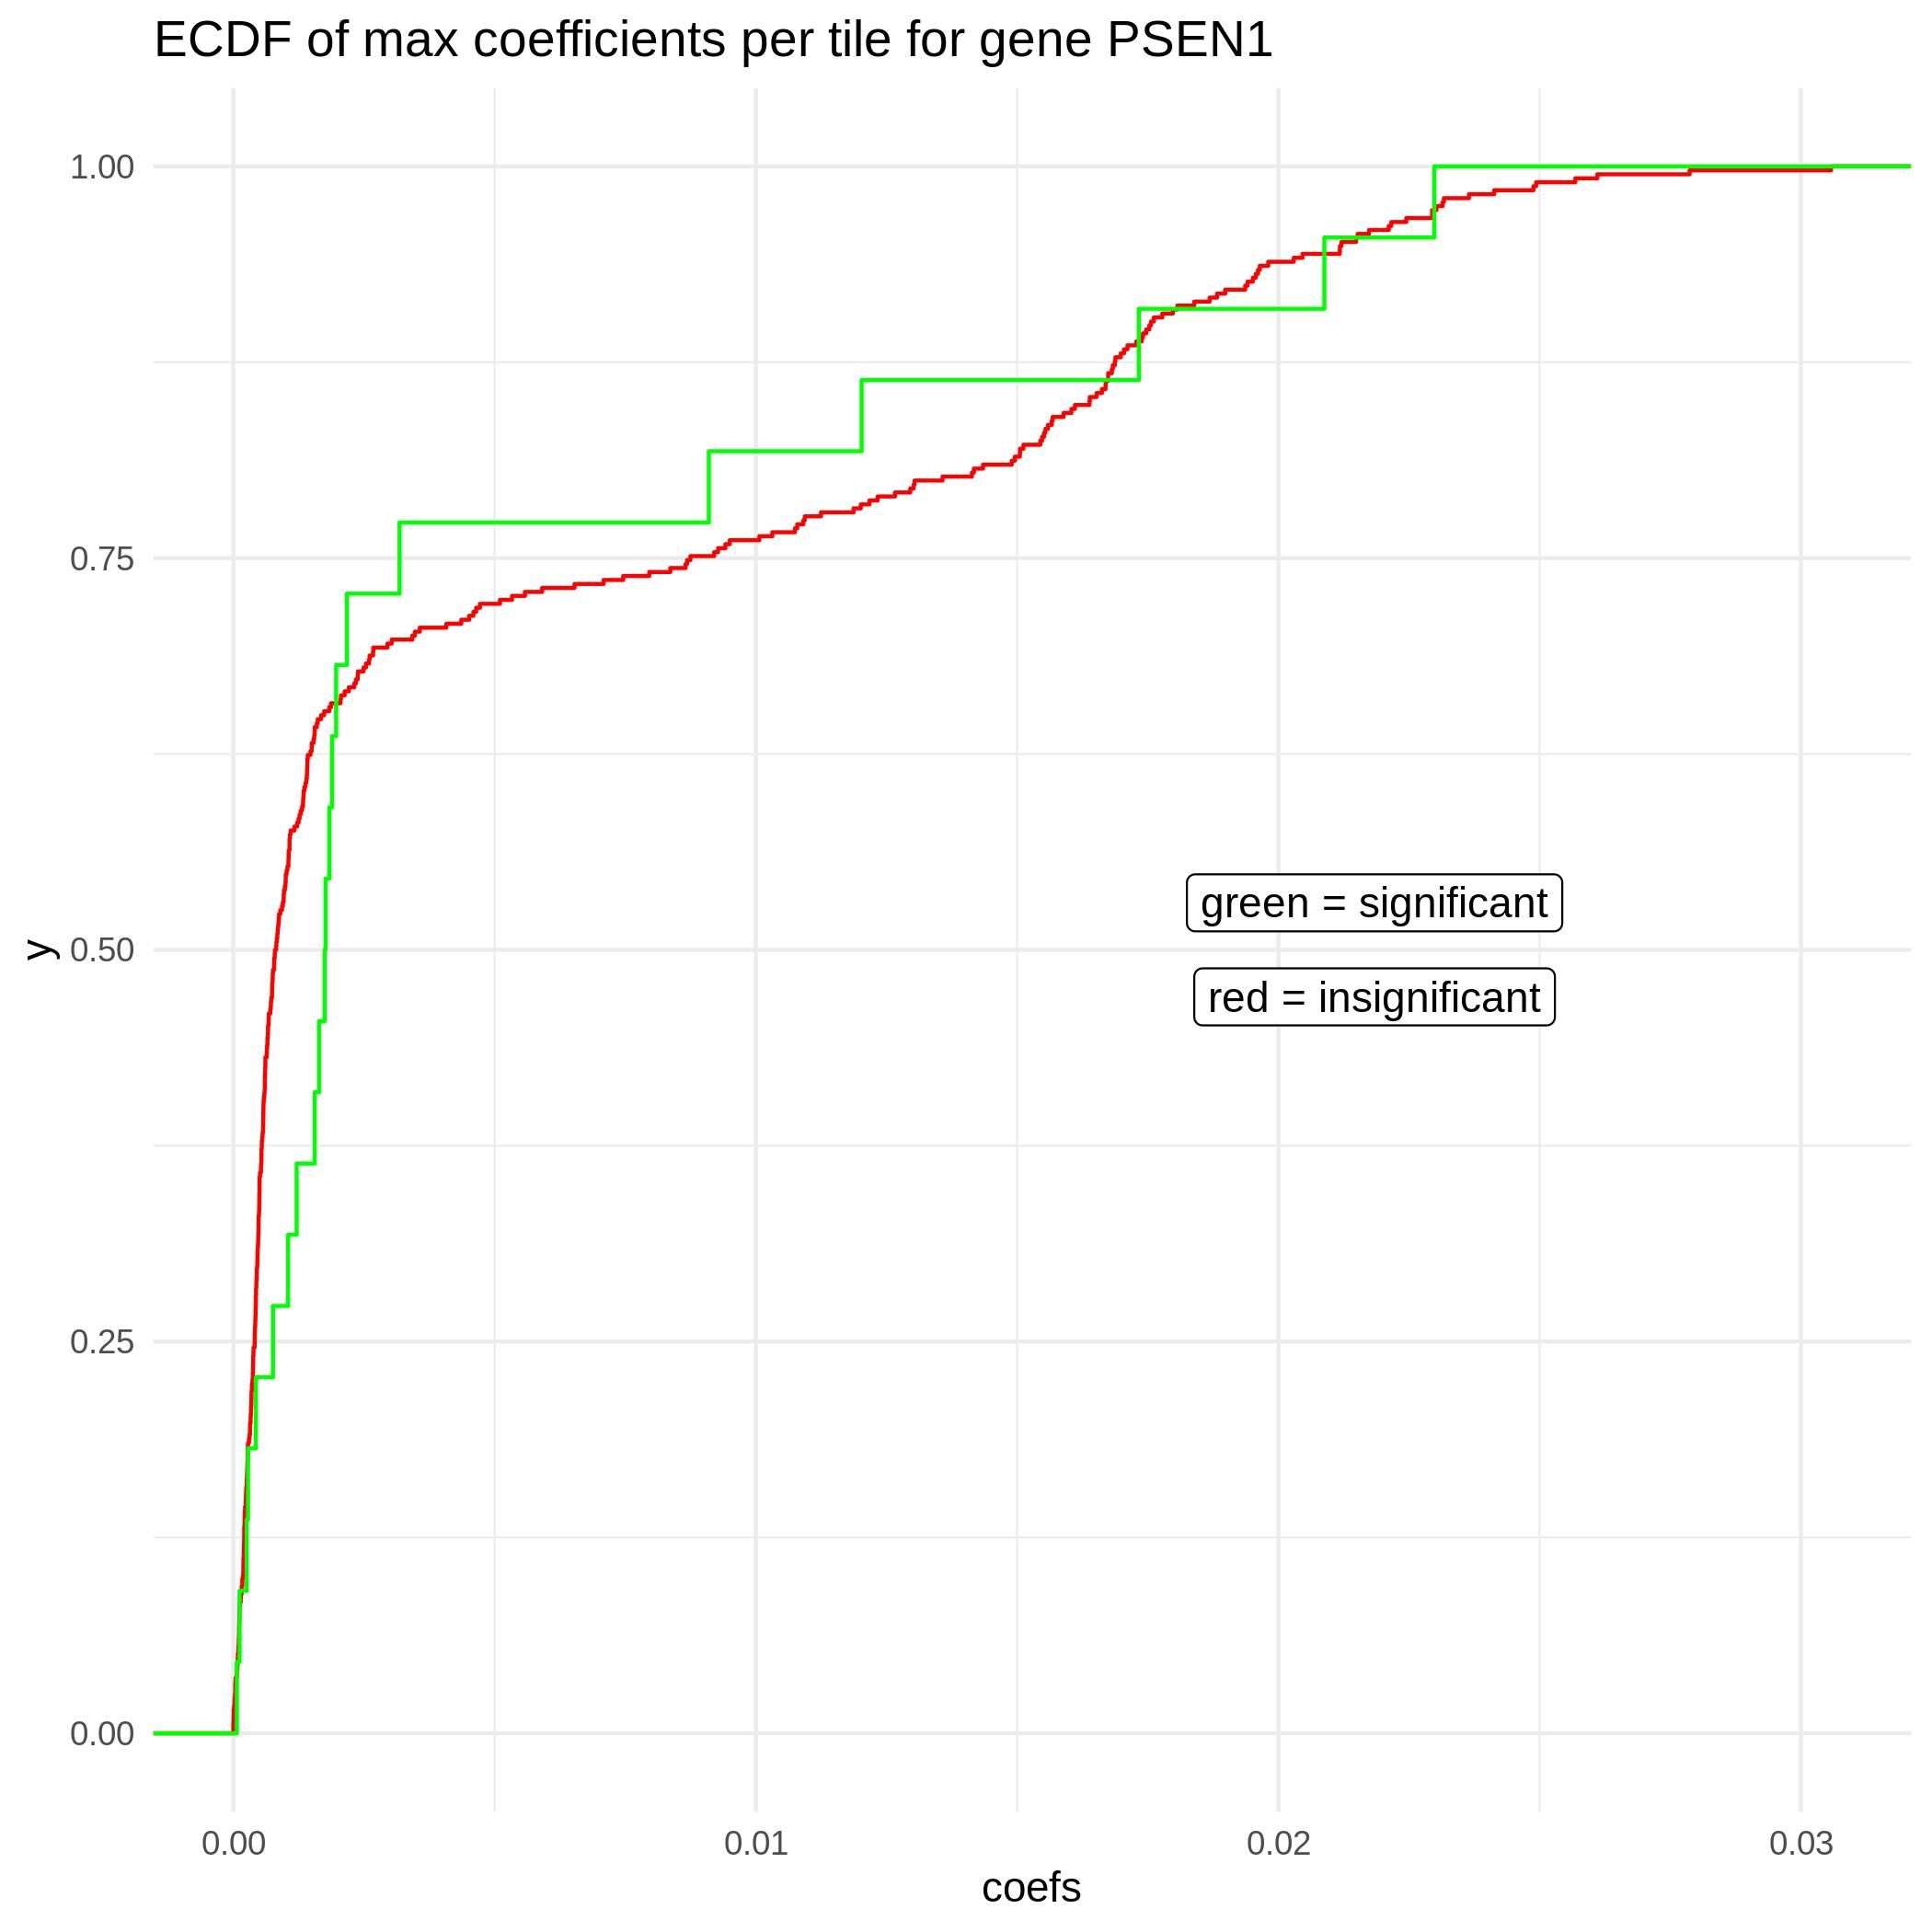 ECDF of max coefficients per tile for gene PSEN1
1.00
0.75
0.50
0.25
0.00
y
green = significant
red = insignificant
0.00 0.01 0.02 0.03
coefs